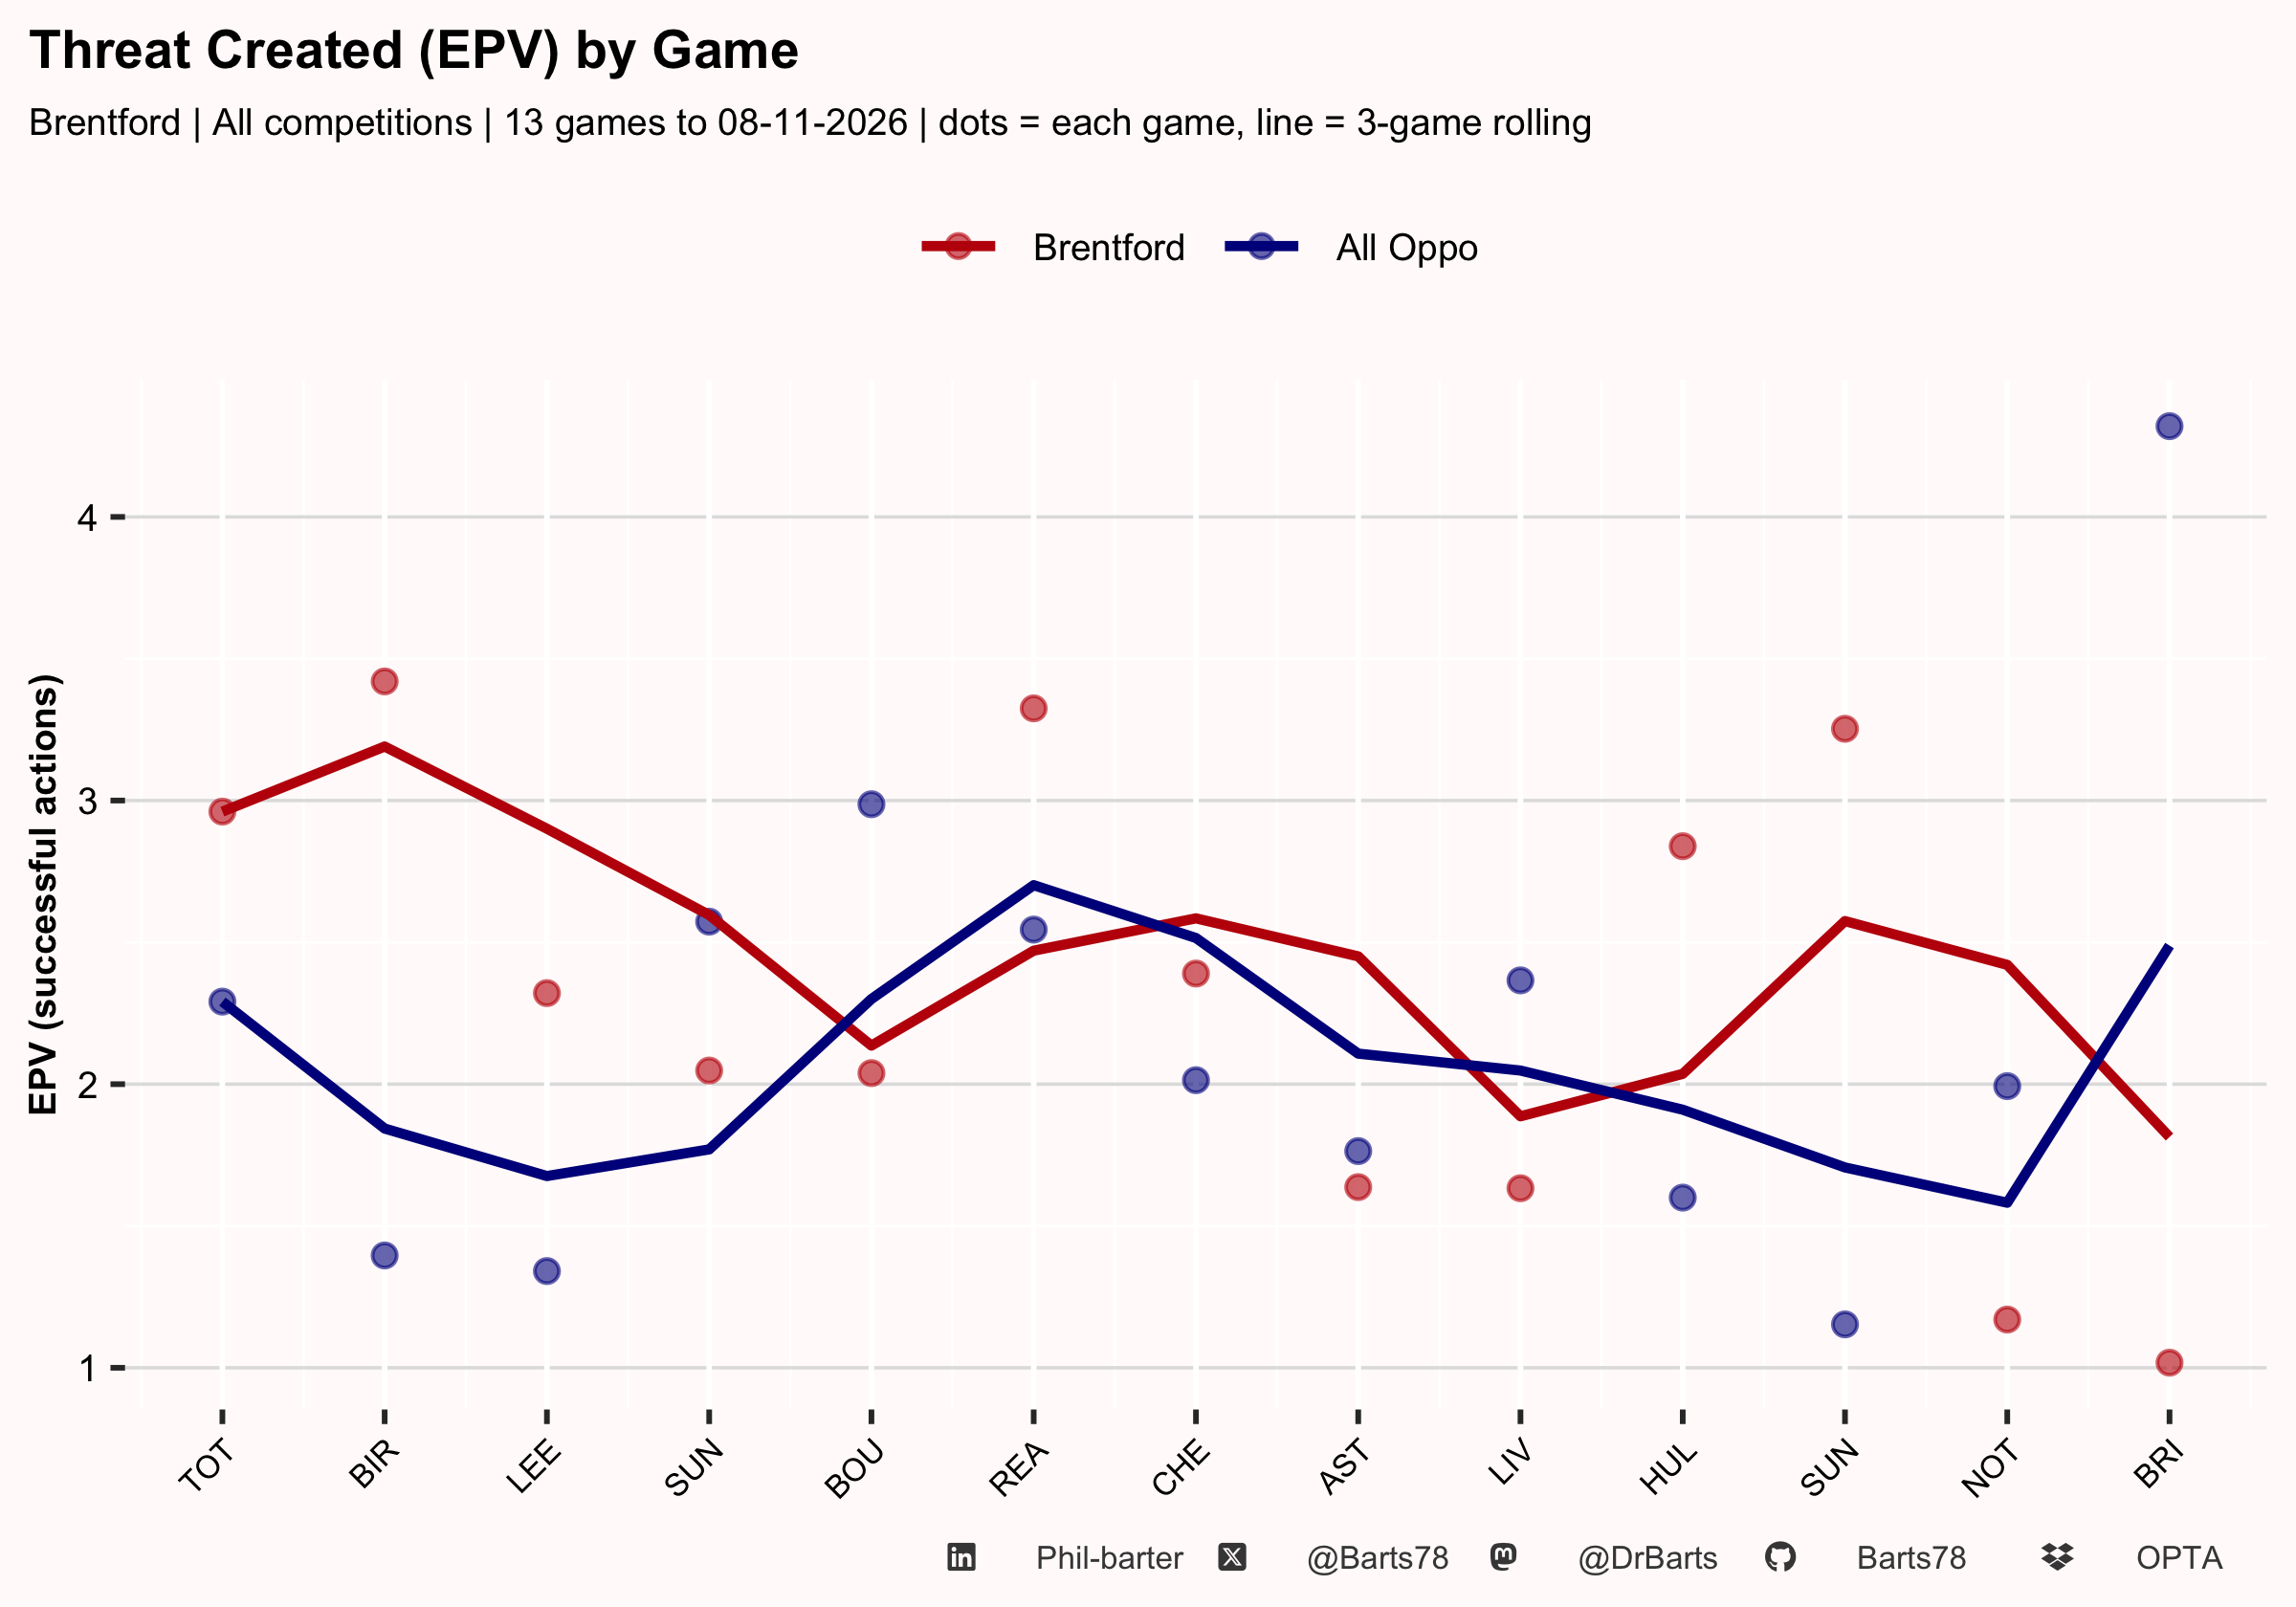 Threat Created (EPV) by Game
Brentford | All competitions | 13 games to 08-11-2026 | dots = each game, line = 3-game rolling
Brentford All Oppo
EPV (successful actions)
4
3
2
1
TOT BIR LEE SUN BOU REA CHE AST LIV HUL SUN NOT BRI
Phil-barter @Barts78 @DrBarts Barts78 OPTA